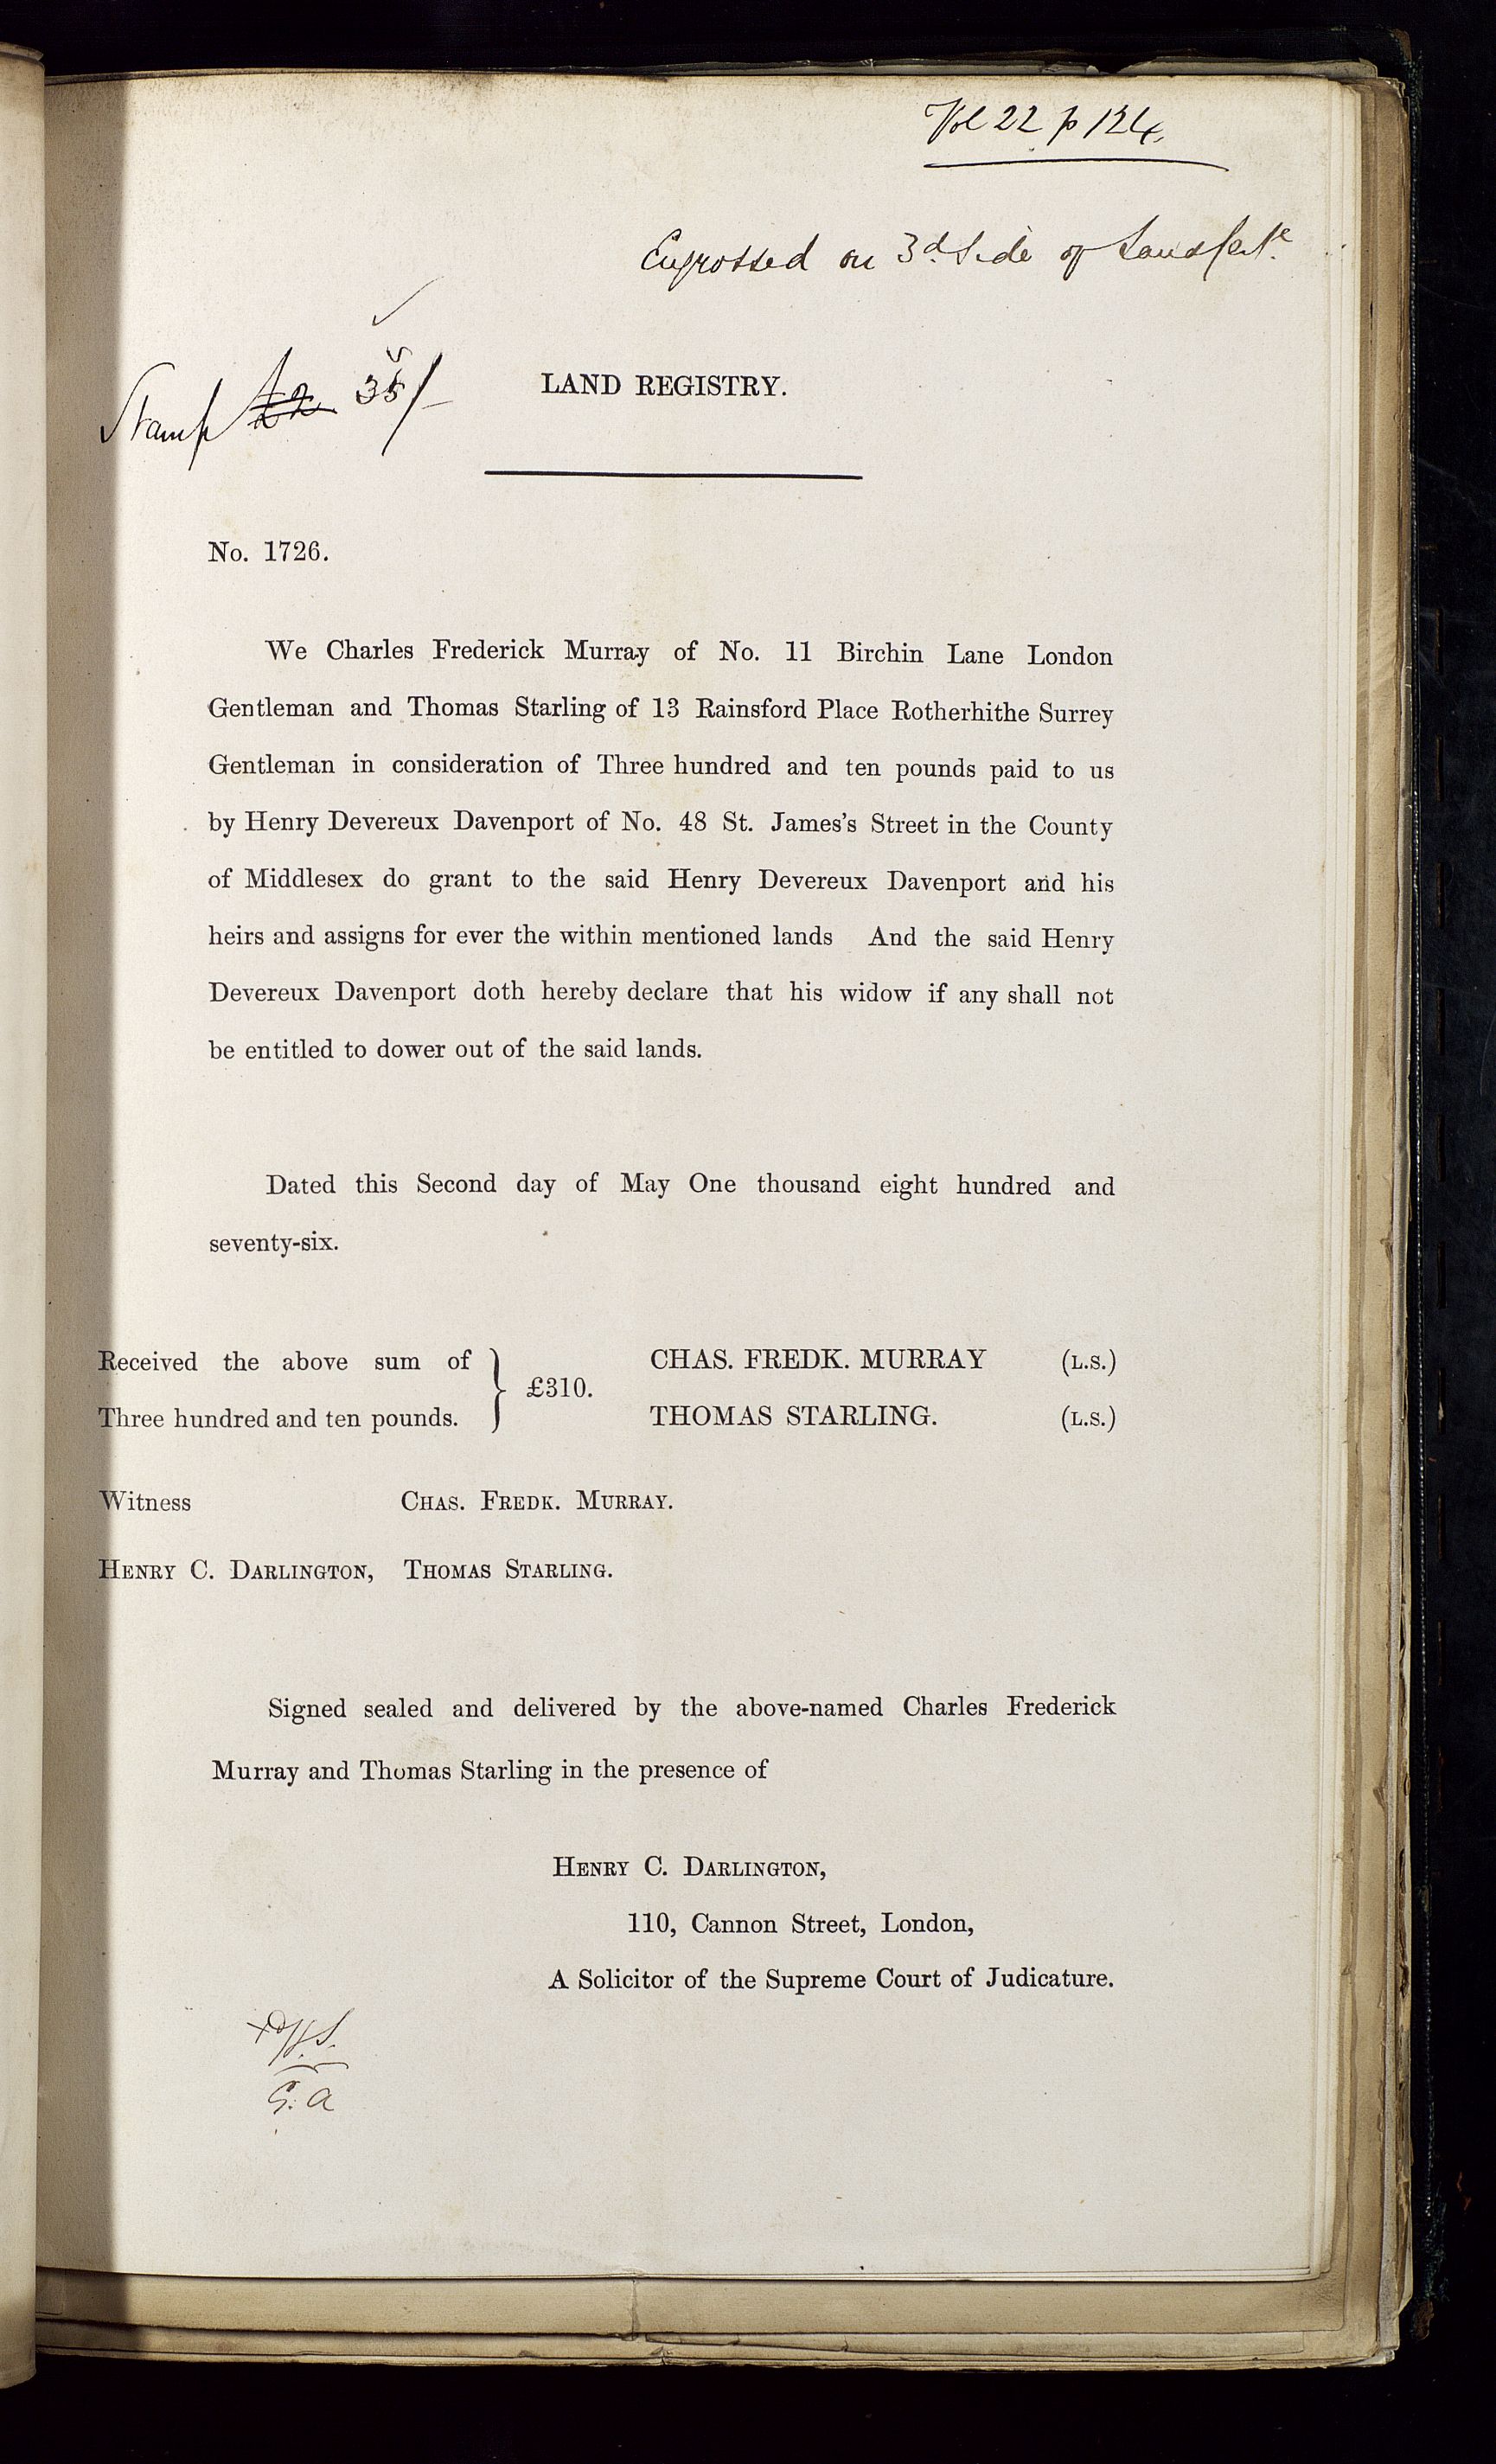 Vol 22 p 124
Engrossed on 3d. Side of Land Certe.
Stamp £2 35/-
LAND REGISTRY.
No. 1726.
We Charles Frederick Murray of No. 11 Birchin Lane London
Gentleman and Thomas Starling of 13 Rainsford Place Rotherhithe Surrey
Gentleman in consideration of Three hundred and ten pounds paid to us
by Henry Devereux Davenport of No. 48 St. James's Street in the County
of Middlesex do grant to the said Henry Devereux Davenport and his
heirs and assigns for ever the within mentioned lands And the said Henry
Devereux Davenport doth hereby declare that his widow if any shall not
be entitled to dower out of the said lands.
Dated this Second day of May One thousand eight hundred and
seventy-six.
Received the above sum of
Three hundred and ten pounds. } £310.
CHAS. FREDK. MURRAY (L.S.)
THOMAS STARLING. (L.S.)
Witness CHAS. FREDK. MURRAY.
HENRY C. DARLINGTON, THOMAS STARLING.
Signed sealed and delivered by the above-named Charles Frederick
Murray and Thomas Starling in the presence of
HENRY C. DARLINGTON,
110, Cannon Street, London,
A Solicitor of the Supreme Court of Judicature.
G. a